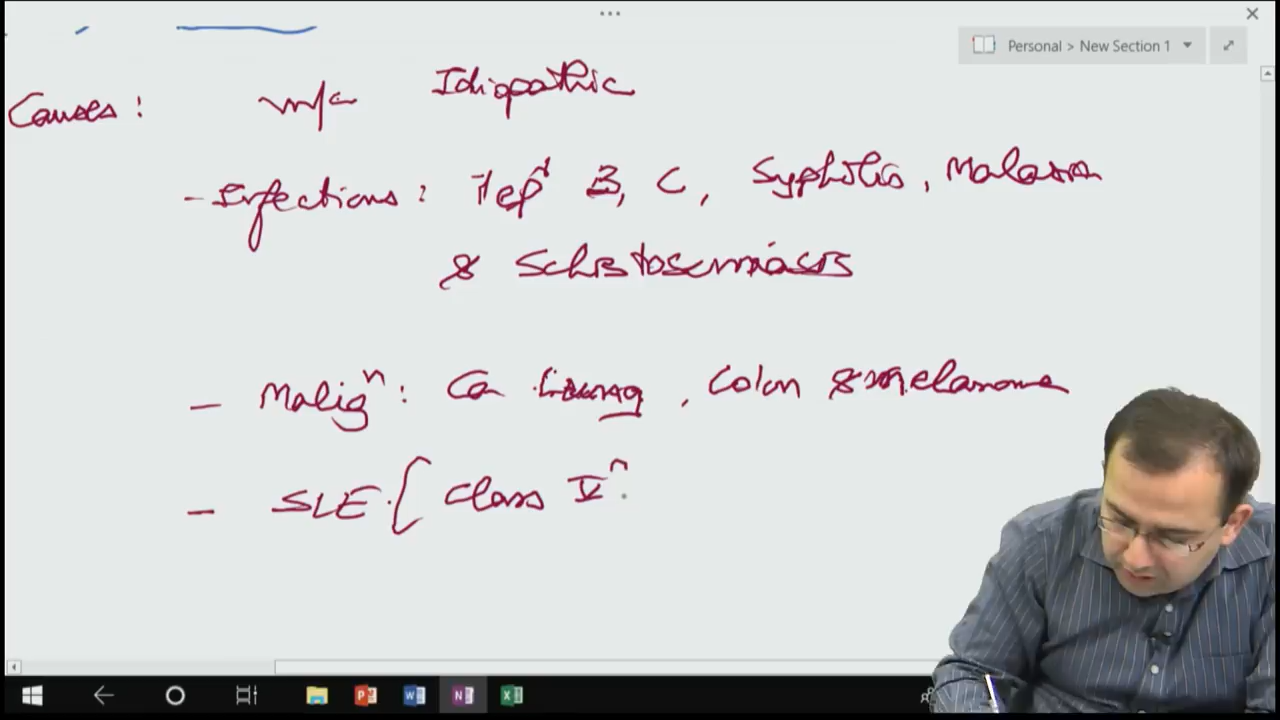 Personal > New Section 1
Causes : m/c Idiopathic
- Infections : Hep B, C, Syphilis, Malaria
& Schistosomiasis
- Malig^n : Ca Lung, Colon & melanoma
- SLE [ Class V^n